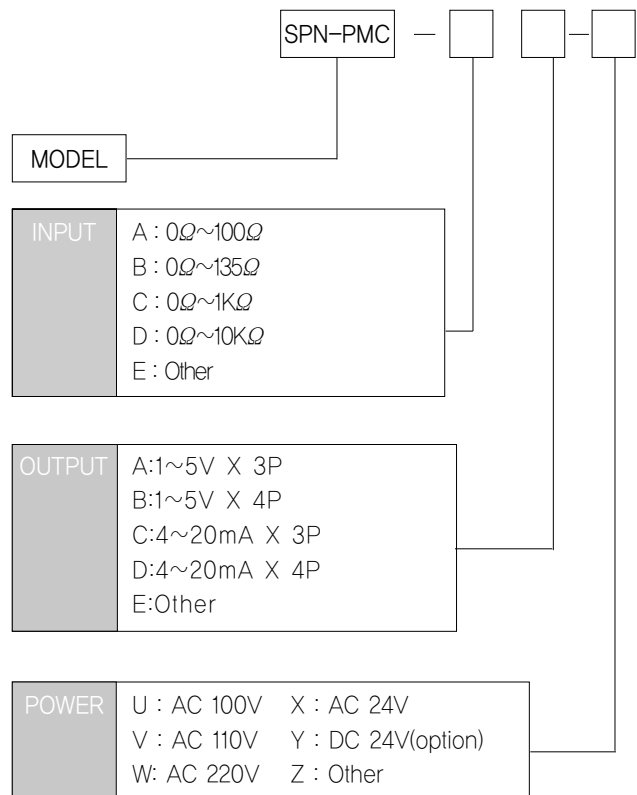 SPN-PMC —  -
MODEL
INPUT
A : 0Ω~100Ω
B : 0Ω~135Ω
C : 0Ω~1KΩ
D : 0Ω~10KΩ
E : Other
OUTPUT
A:1~5V X 3P
B:1~5V X 4P
C:4~20mA X 3P
D:4~20mA X 4P
E:Other
POWER
U : AC 100V X : AC 24V
V : AC 110V Y : DC 24V(option)
W: AC 220V Z : Other